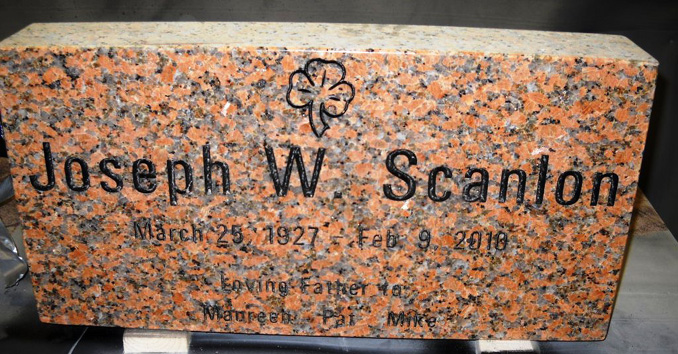 Joseph W. Scanlon
March 25, 1927 - Feb 9, 2010
Loving Father to
Maureen Pat Mike